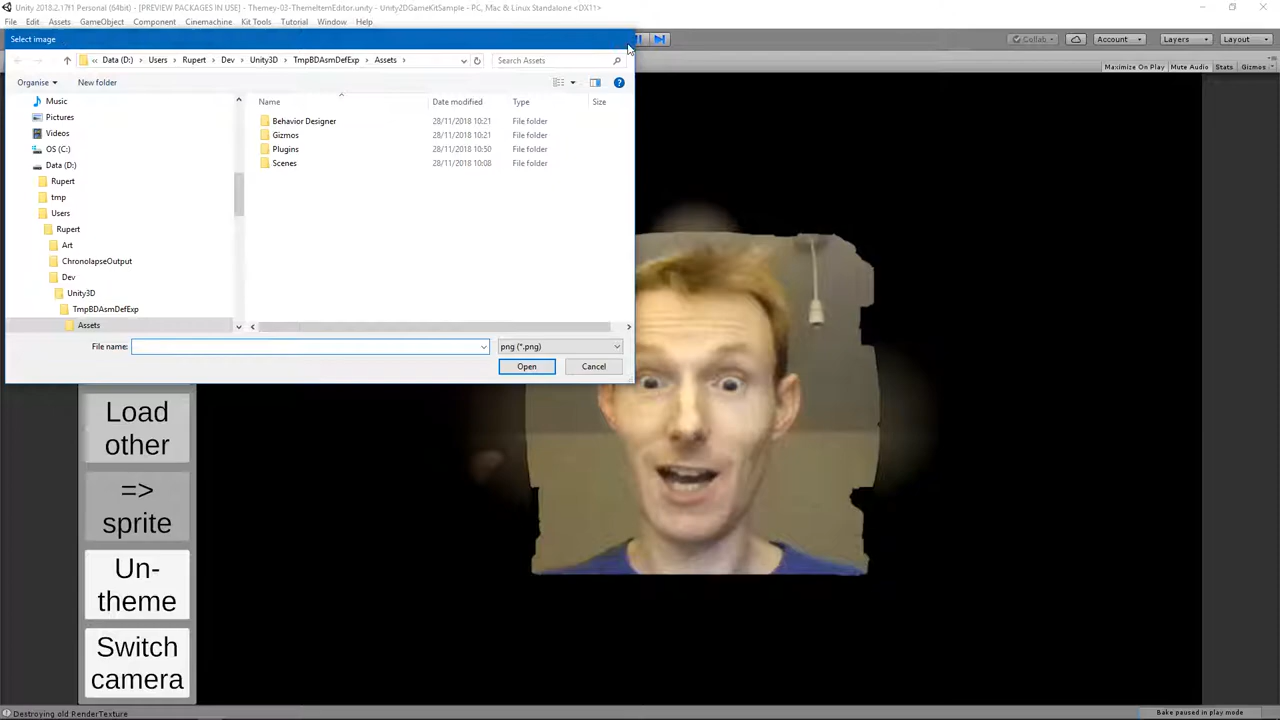 Unity 2018.2.17f1 Personal (64bit) - [PREVIEW PACKAGES IN USE] - Themey-03-ThemeItemEditor.unity - Unity2DGameKitSample - PC, Mac & Linux Standalone <DX11>
File Edit Assets GameObject Component Cinemachine Kit Tools Tutorial Window Help
Select image
Collab Account Layers Layout
« Data (D:) › Users › Rupert › Dev › Unity3D › TmpBDAsmDefExp › Assets ›
Search Assets
Maximize On Play Mute Audio Stats Gizmos
Organise New folder
Name Date modified Type Size
Music
Pictures
Videos
OS (C:)
Data (D:)
Rupert
tmp
Users
Rupert
Art
ChronolapseOutput
Dev
Unity3D
TmpBDAsmDefExp
Assets
Behavior Designer 28/11/2018 10:21 File folder
Gizmos 28/11/2018 10:21 File folder
Plugins 28/11/2018 10:50 File folder
Scenes 28/11/2018 10:08 File folder
File name: png (*.png)
Open Cancel
Load
other
=>
sprite
Un-
theme
Switch
camera
Destroying old RenderTexture
Bake paused in play mode